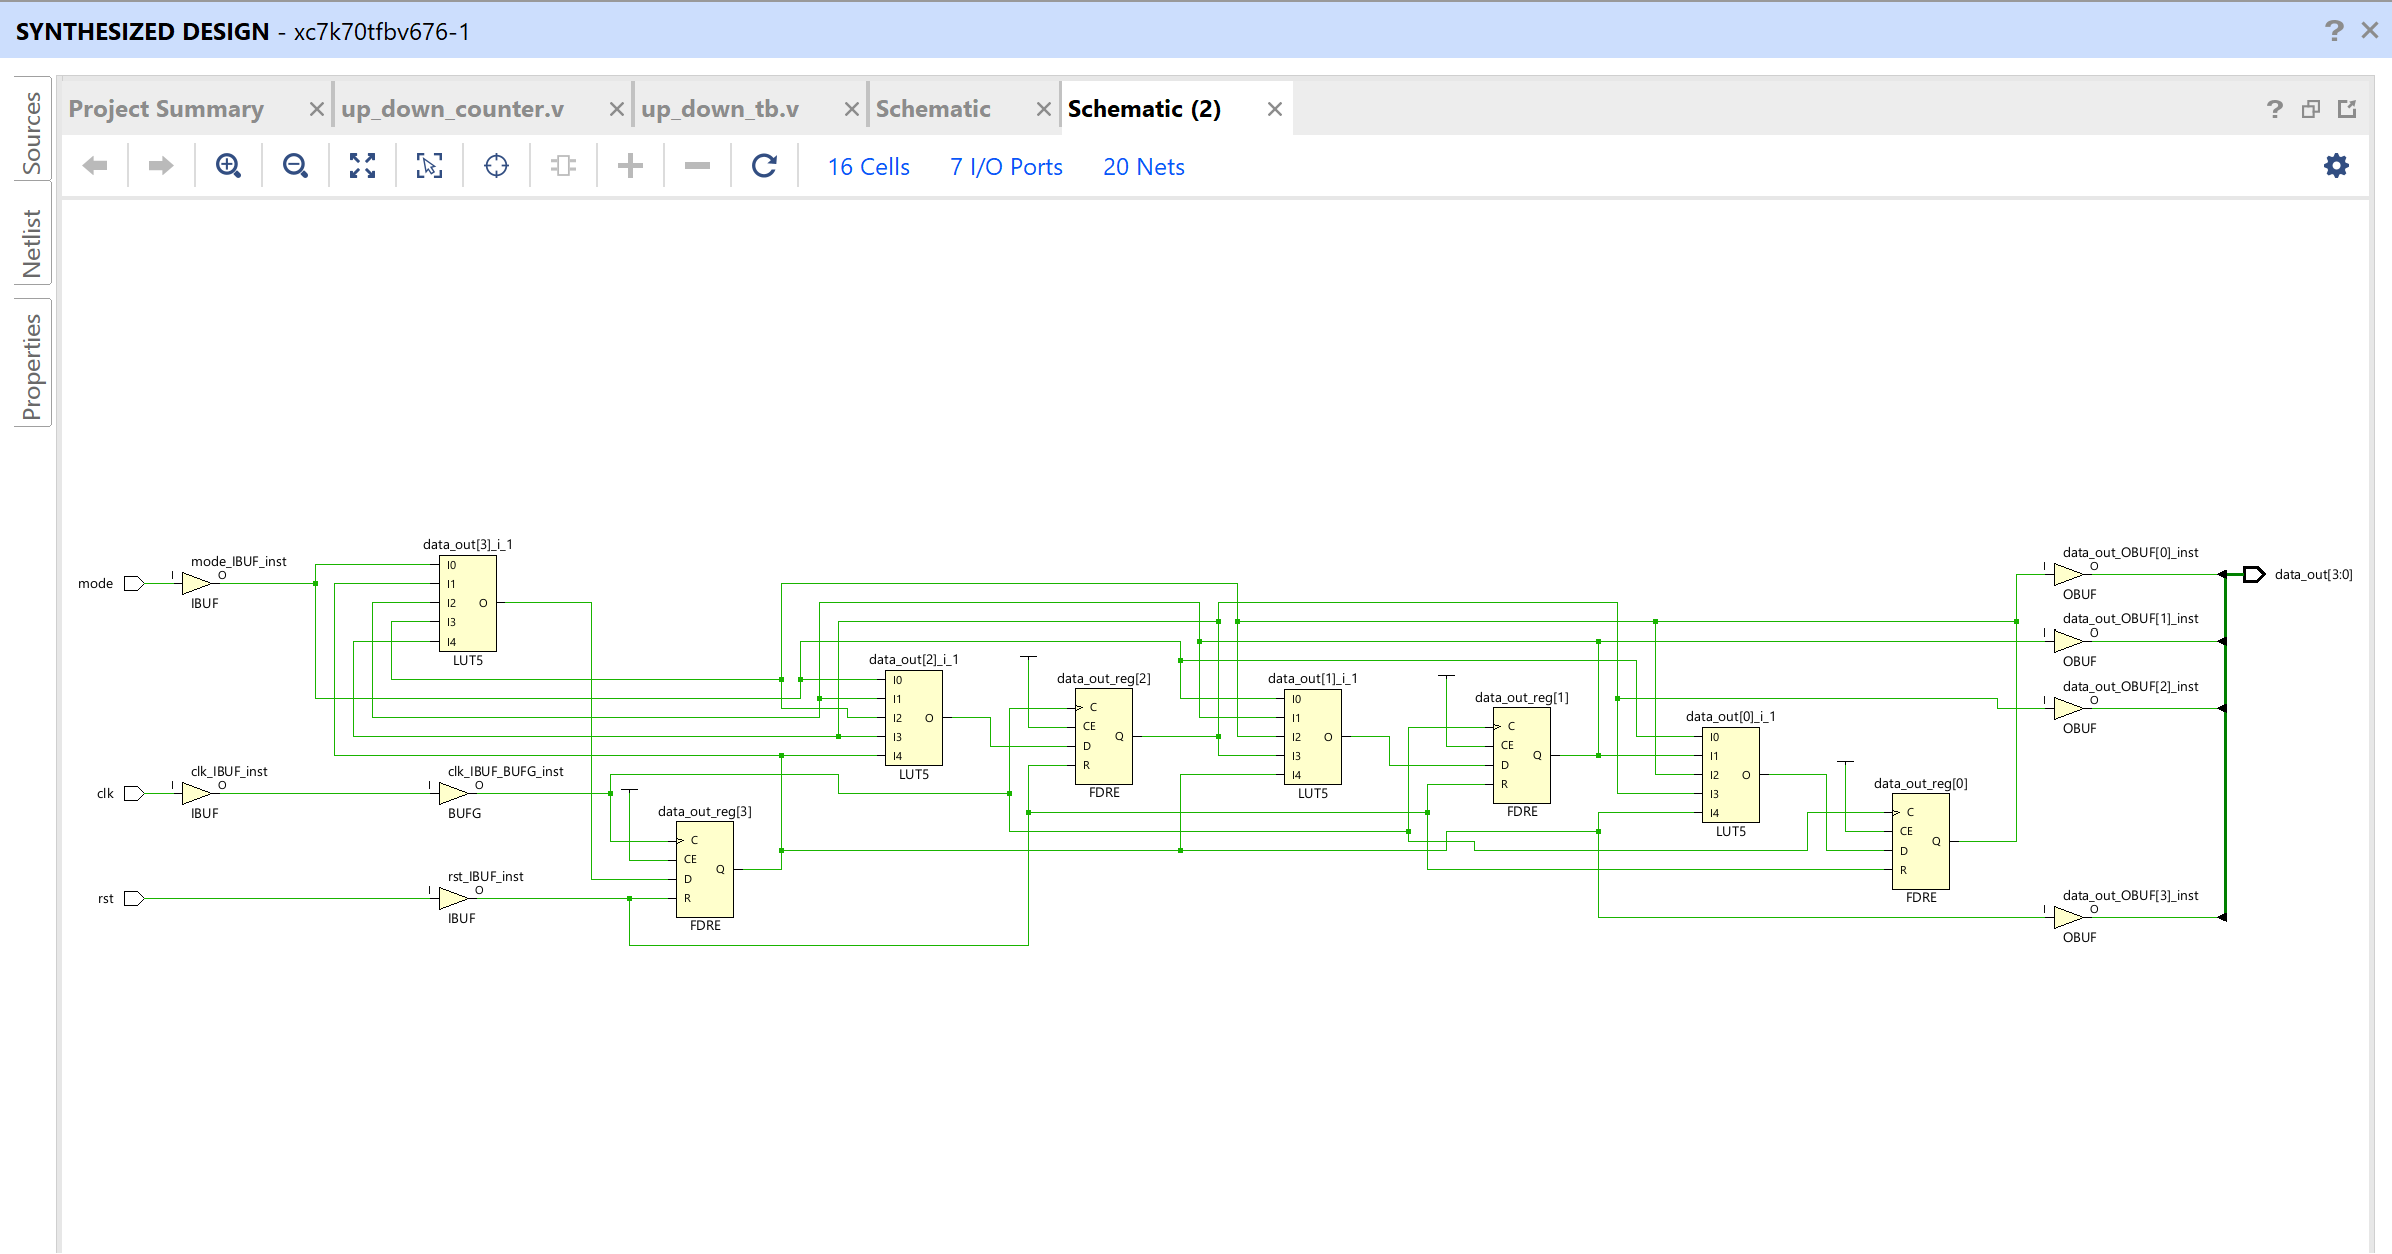 SYNTHESIZED DESIGN - xc7k70tfbv676-1
Sources
Netlist
Properties
Project Summary
up_down_counter.v
up_down_tb.v
Schematic
Schematic (2)
16 Cells
7 I/O Ports
20 Nets
mode
I
O
mode_IBUF_inst
IBUF
clk
I
O
clk_IBUF_inst
IBUF
rst
data_out[3]_i_1
I0
I1
I2
I3
I4
O
LUT5
clk_IBUF_BUFG_inst
I
O
BUFG
rst_IBUF_inst
I
O
IBUF
data_out_reg[3]
C
CE
D
R
Q
FDRE
data_out[2]_i_1
I0
I1
I2
I3
I4
O
LUT5
data_out_reg[2]
C
CE
D
R
Q
FDRE
data_out[1]_i_1
I0
I1
I2
I3
I4
O
LUT5
data_out_reg[1]
C
CE
D
R
Q
FDRE
data_out[0]_i_1
I0
I1
I2
I3
I4
O
LUT5
data_out_reg[0]
C
CE
D
R
Q
FDRE
data_out_OBUF[0]_inst
I
O
OBUF
data_out_OBUF[1]_inst
I
O
OBUF
data_out_OBUF[2]_inst
I
O
OBUF
data_out_OBUF[3]_inst
I
O
OBUF
data_out[3:0]